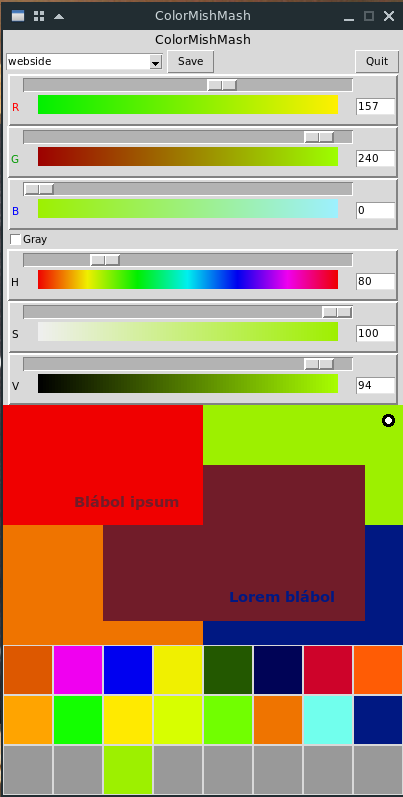 ColorMishMash
ColorMishMash
webside Save Quit
R 157
G 240
B 0
Gray
H 80
S 100
V 94
Blábol ipsum
Lorem blábol